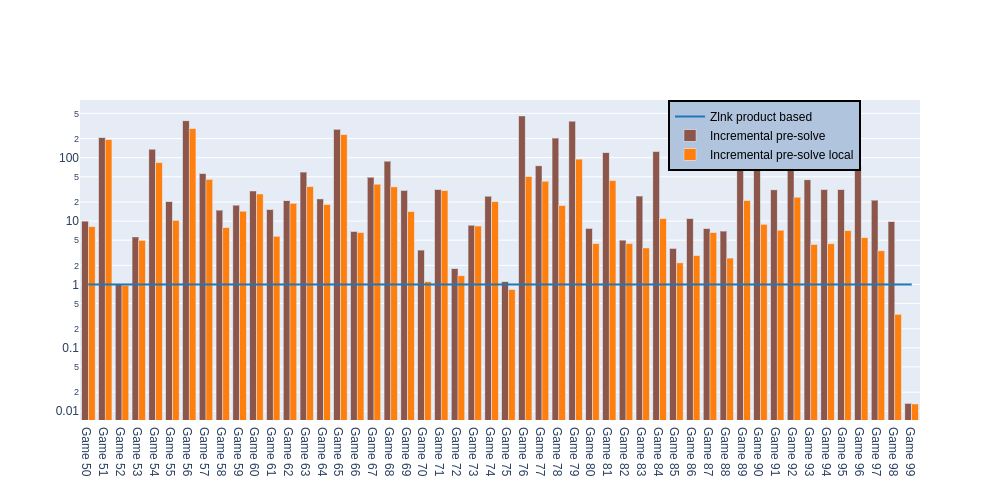 Zlnk product based
Incremental pre-solve
Incremental pre-solve local
5
2
100
5
2
10
5
2
1
5
2
0.1
5
2
0.01
Game 50
Game 51
Game 52
Game 53
Game 54
Game 55
Game 56
Game 57
Game 58
Game 59
Game 60
Game 61
Game 62
Game 63
Game 64
Game 65
Game 66
Game 67
Game 68
Game 69
Game 70
Game 71
Game 72
Game 73
Game 74
Game 75
Game 76
Game 77
Game 78
Game 79
Game 80
Game 81
Game 82
Game 83
Game 84
Game 85
Game 86
Game 87
Game 88
Game 89
Game 90
Game 91
Game 92
Game 93
Game 94
Game 95
Game 96
Game 97
Game 98
Game 99